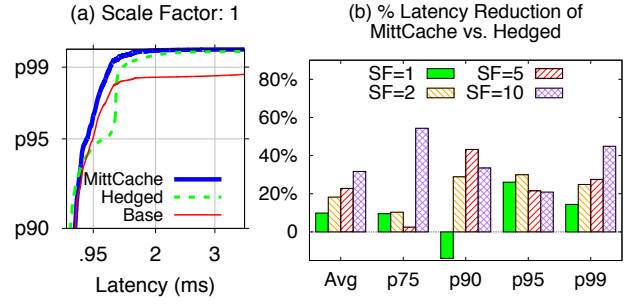 (a) Scale Factor: 1
p99
p95
p90
MittCache
Hedged
Base
.95 2 3
Latency (ms)
(b) % Latency Reduction of
MittCache vs. Hedged
80%
60%
40%
20%
0
SF=1 SF=5
SF=2 SF=10
Avg p75 p90 p95 p99